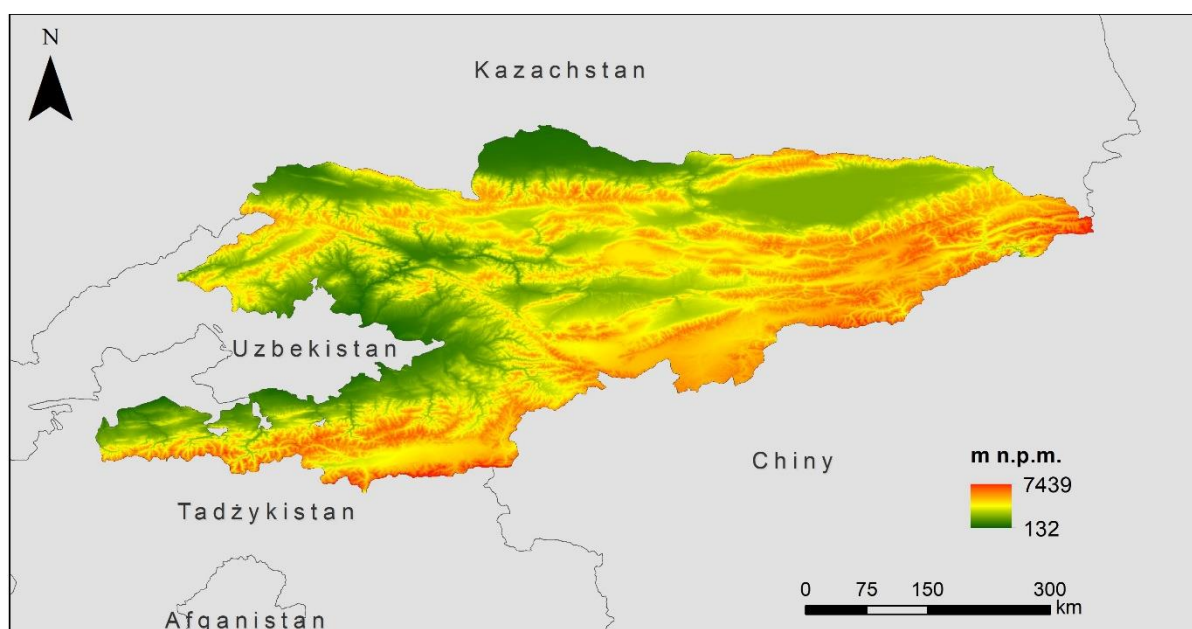 N
Kazachstan
Uzbekistan
Chiny
Tadżykistan
Afganistan
m n.p.m.
7439
132
0 75 150 300
km